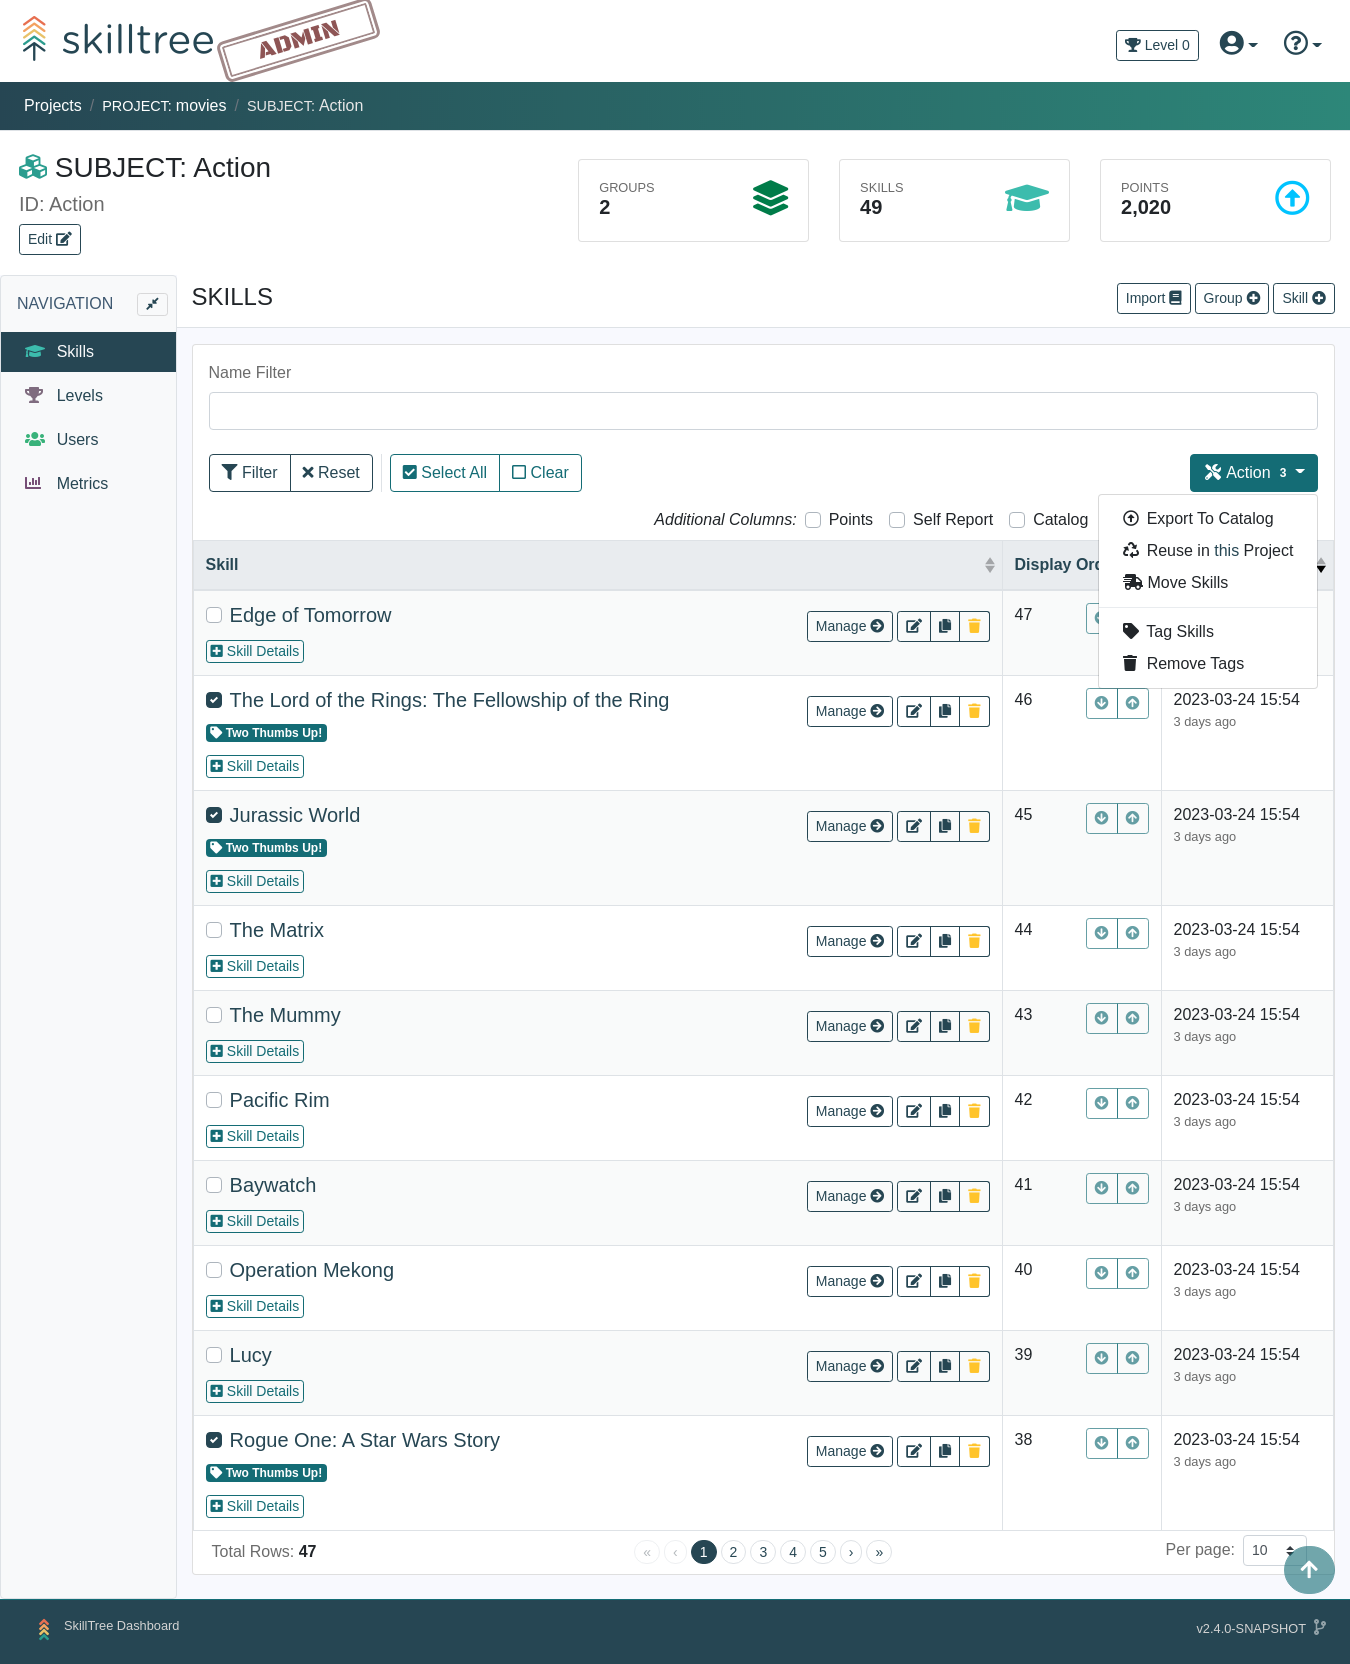 skilltree ADMIN
Level 0
Projects / PROJECT: movies / SUBJECT: Action
SUBJECT: Action
ID: Action
Edit
GROUPS
2
SKILLS
49
POINTS
2,020
NAVIGATION
Skills
Levels
Users
Metrics
SKILLS
Import
Group
Skill
Name Filter
Filter
Reset
Select All
Clear
Action 3
Export To Catalog
Reuse in this Project
Move Skills
Tag Skills
Remove Tags
Additional Columns: Points Self Report Catalog
Skill
Display Ord
Edge of Tomorrow
Skill Details
Manage
47
The Lord of the Rings: The Fellowship of the Ring
Two Thumbs Up!
Skill Details
Manage
46
2023-03-24 15:54
3 days ago
Jurassic World
Two Thumbs Up!
Skill Details
Manage
45
2023-03-24 15:54
3 days ago
The Matrix
Skill Details
Manage
44
2023-03-24 15:54
3 days ago
The Mummy
Skill Details
Manage
43
2023-03-24 15:54
3 days ago
Pacific Rim
Skill Details
Manage
42
2023-03-24 15:54
3 days ago
Baywatch
Skill Details
Manage
41
2023-03-24 15:54
3 days ago
Operation Mekong
Skill Details
Manage
40
2023-03-24 15:54
3 days ago
Lucy
Skill Details
Manage
39
2023-03-24 15:54
3 days ago
Rogue One: A Star Wars Story
Two Thumbs Up!
Skill Details
Manage
38
2023-03-24 15:54
3 days ago
Total Rows: 47
« ‹ 1 2 3 4 5 › »
Per page: 10
SkillTree Dashboard
v2.4.0-SNAPSHOT